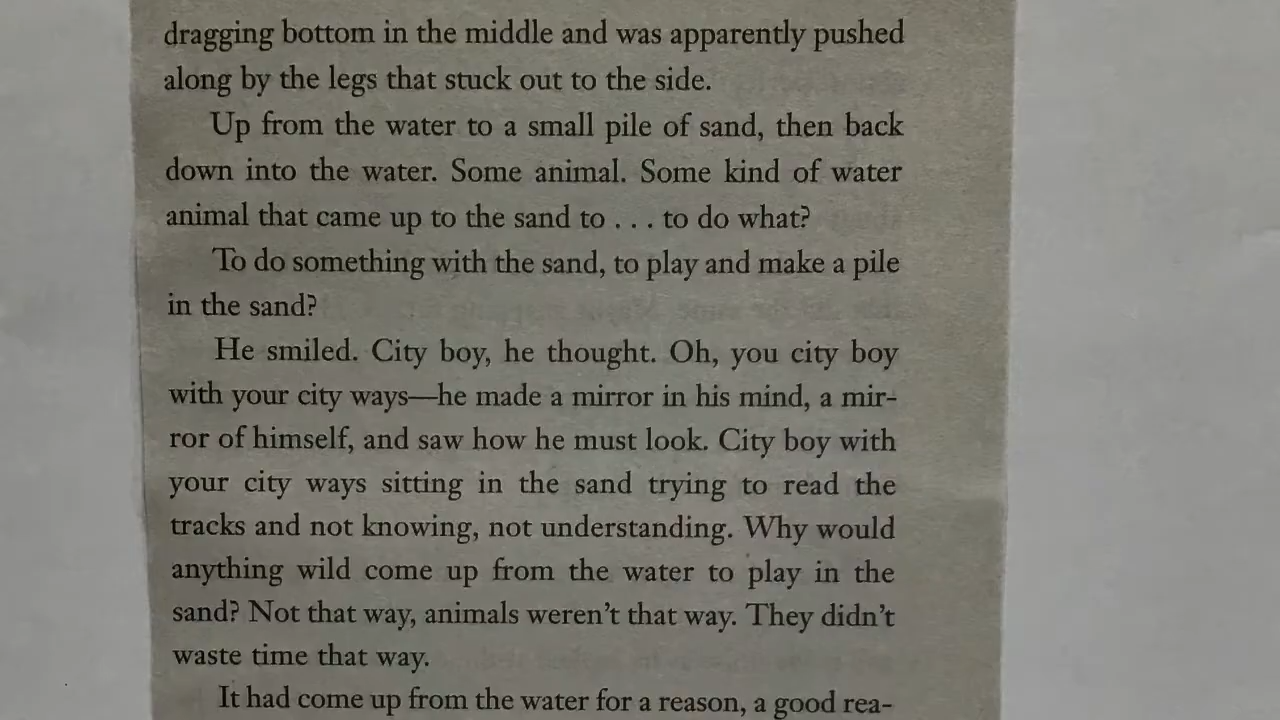 dragging bottom in the middle and was apparently pushed
along by the legs that stuck out to the side.
Up from the water to a small pile of sand, then back
down into the water. Some animal. Some kind of water
animal that came up to the sand to . . . to do what?
To do something with the sand, to play and make a pile
in the sand?
He smiled. City boy, he thought. Oh, you city boy
with your city ways—he made a mirror in his mind, a mir-
ror of himself, and saw how he must look. City boy with
your city ways sitting in the sand trying to read the
tracks and not knowing, not understanding. Why would
anything wild come up from the water to play in the
sand? Not that way, animals weren't that way. They didn't
waste time that way.
It had come up from the water for a reason, a good rea-